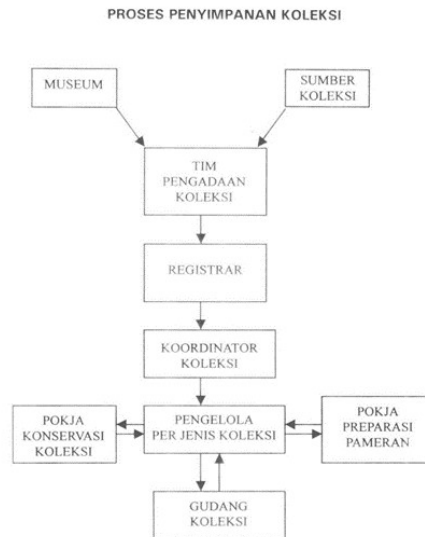 PROSES PENYIMPANAN KOLEKSI
MUSEUM
SUMBER
KOLEKSI
TIM
PENGADAAN
KOLEKSI
REGISTRAR
KOORDINATOR
KOLEKSI
POKJA
KONSERVASI
KOLEKSI
PENGELOLA
PER JENIS KOLEKSI
POKJA
PREPARASI
PAMERAN
GUDANG
KOLEKSI